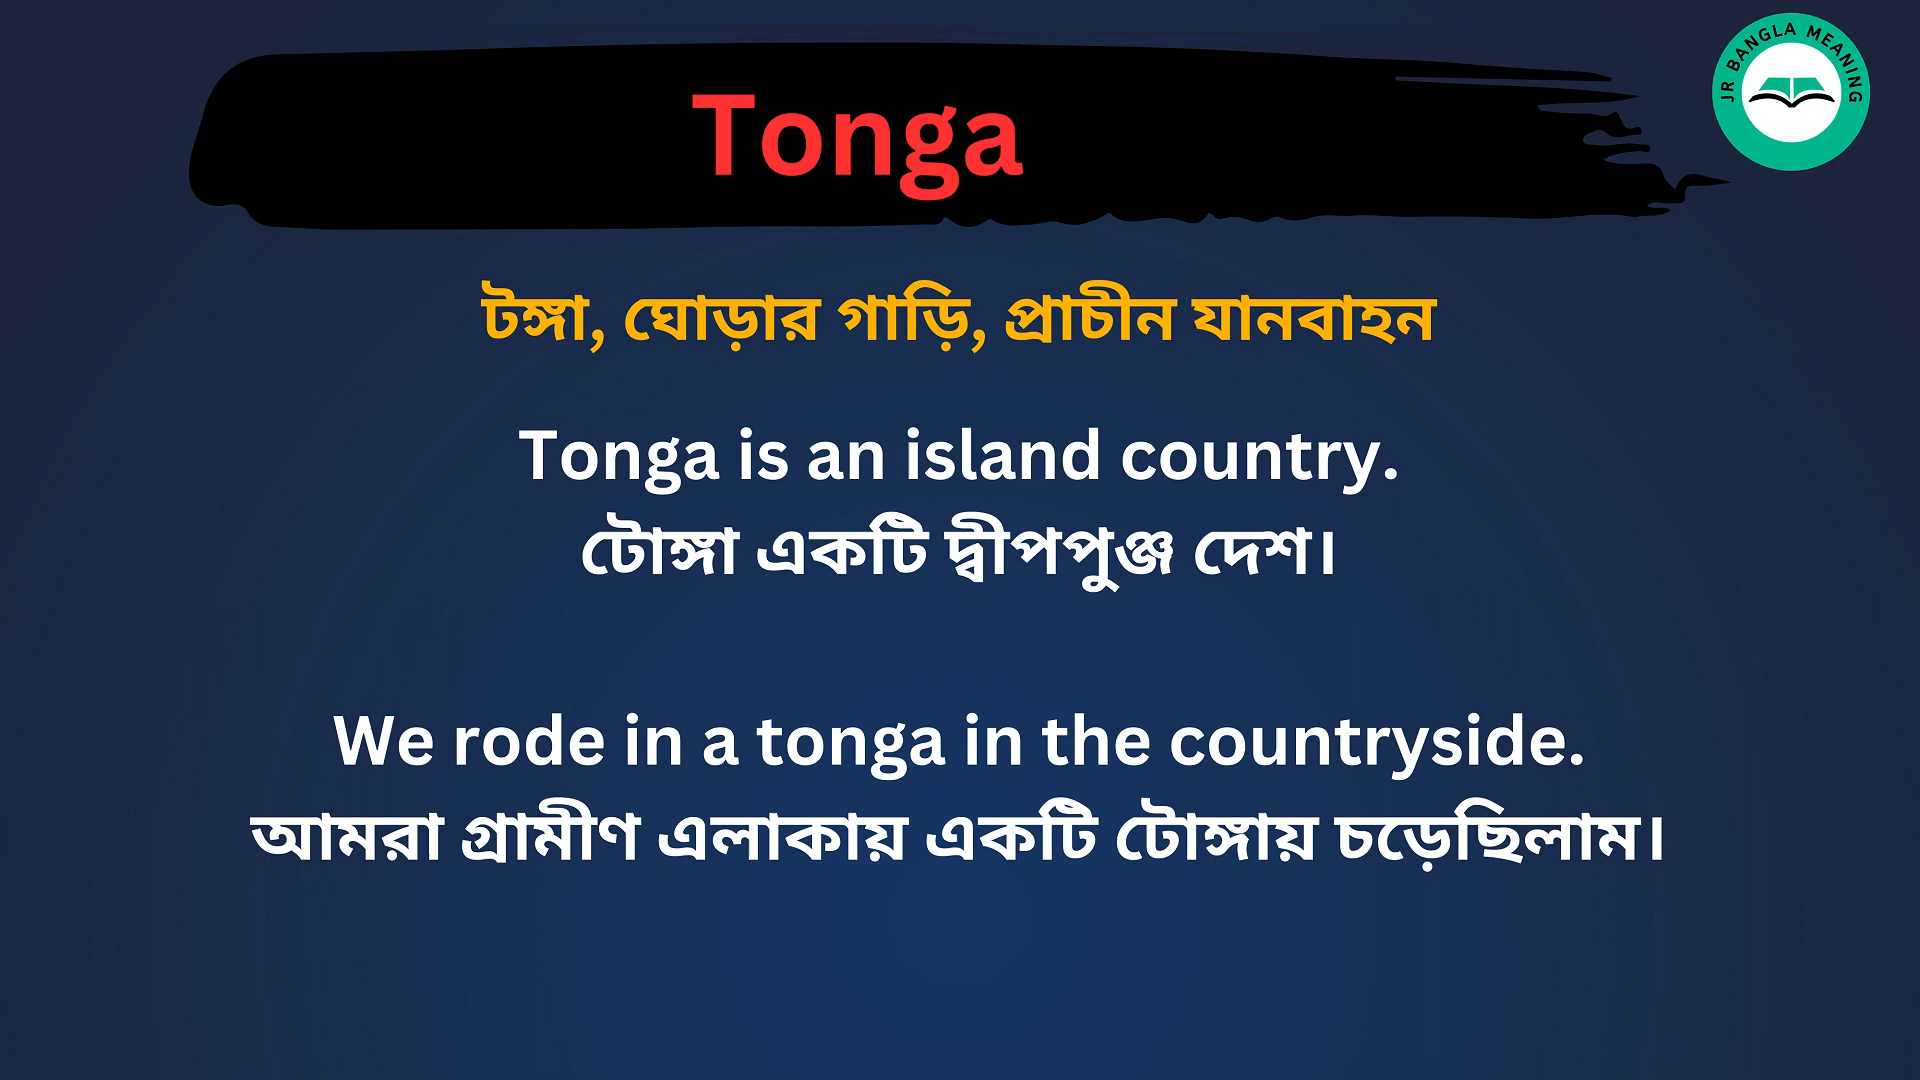 JR BANGLA MEANING
Tonga
টঙ্গা, ঘোড়ার গাড়ি, প্রাচীন যানবাহন
Tonga is an island country.
টোঙ্গা একটি দ্বীপপুঞ্জ দেশ।
We rode in a tonga in the countryside.
আমরা গ্রামীণ এলাকায় একটি টোঙ্গায় চড়েছিলাম।